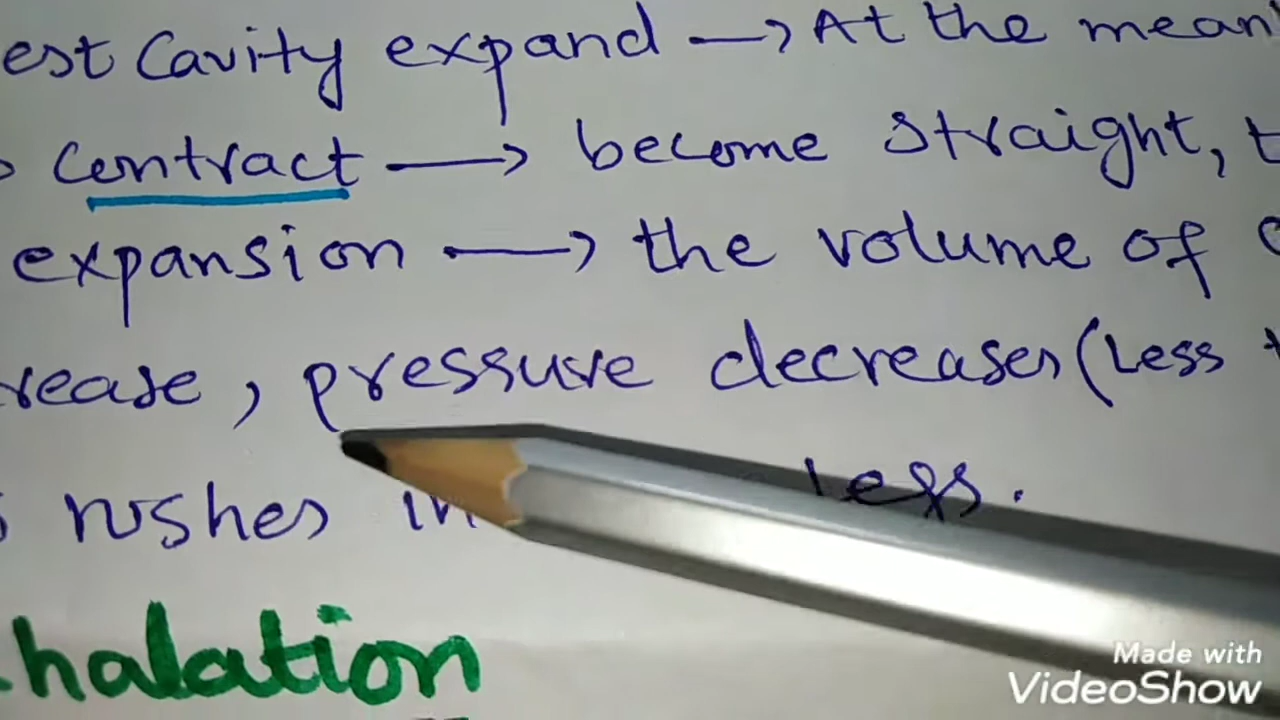 est cavity expand → At the mean
contract → become straight, t
expansion → the volume of c
rease, pressure decreases (Less t
s rushes in less.
halation
Made with
VideoShow